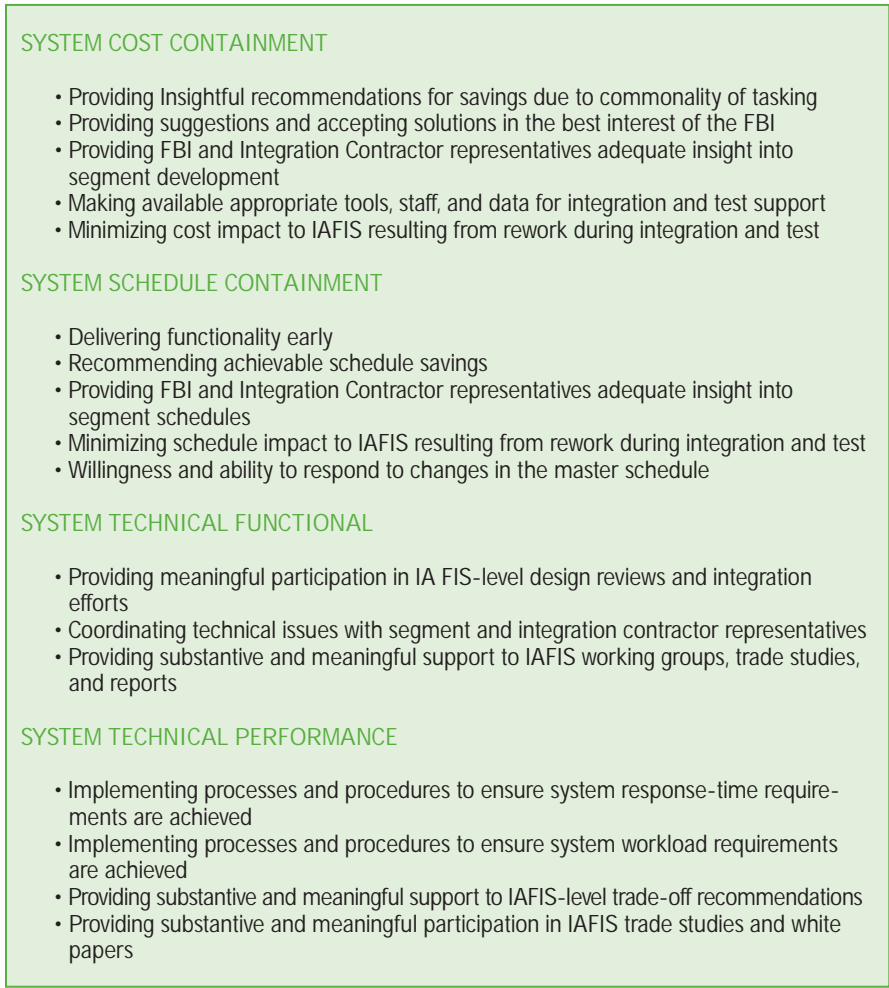 SYSTEM COST CONTAINMENT
• Providing Insightful recommendations for savings due to commonality of tasking
• Providing suggestions and accepting solutions in the best interest of the FBI
• Providing FBI and Integration Contractor representatives adequate insight into
segment development
• Making available appropriate tools, staff, and data for integration and test support
• Minimizing cost impact to IAFIS resulting from rework during integration and test
SYSTEM SCHEDULE CONTAINMENT
• Delivering functionality early
• Recommending achievable schedule savings
• Providing FBI and Integration Contractor representatives adequate insight into
segment schedules
• Minimizing schedule impact to IAFIS resulting from rework during integration and test
• Willingness and ability to respond to changes in the master schedule
SYSTEM TECHNICAL FUNCTIONAL
• Providing meaningful participation in IA FIS-level design reviews and integration
efforts
• Coordinating technical issues with segment and integration contractor representatives
• Providing substantive and meaningful support to IAFIS working groups, trade studies,
and reports
SYSTEM TECHNICAL PERFORMANCE
• Implementing processes and procedures to ensure system response-time require-
ments are achieved
• Implementing processes and procedures to ensure system workload requirements
are achieved
• Providing substantive and meaningful support to IAFIS-level trade-off recommendations
• Providing substantive and meaningful participation in IAFIS trade studies and white
papers